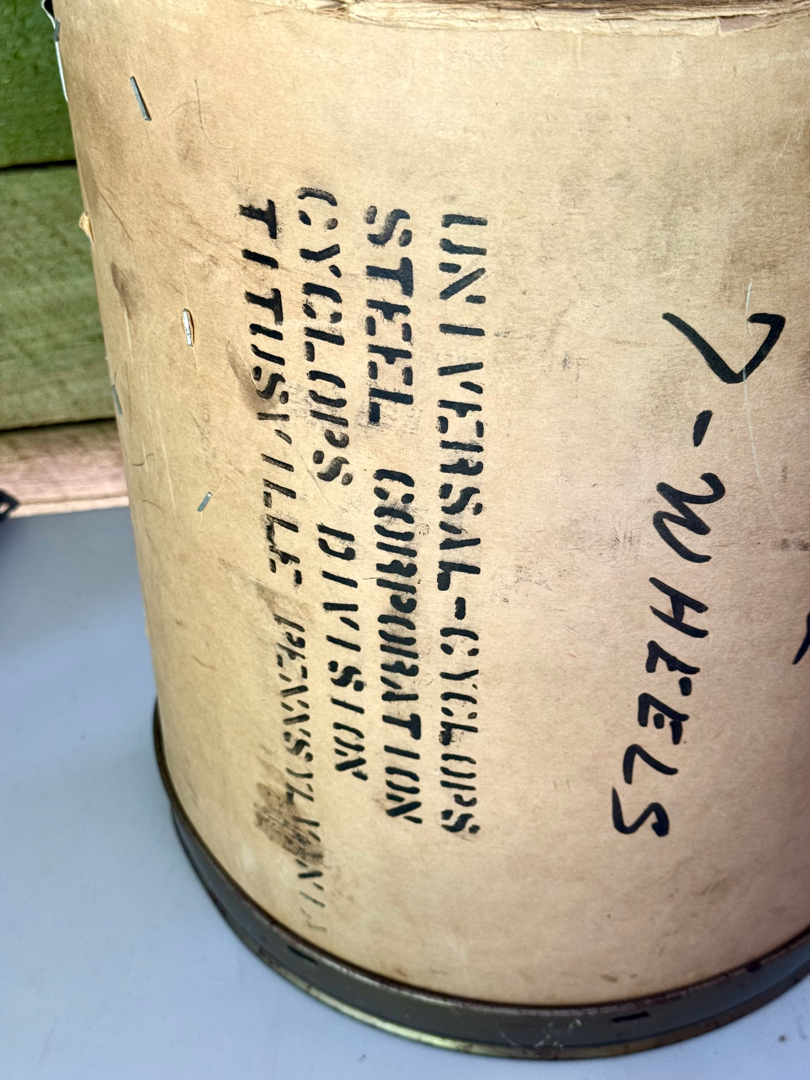 7-WHEELS
UNIVERSAL-CYCLOPS
STEEL CORPORATION
CYCLOPS DIVISION
TITUSVILLE PENNSYLVANIA